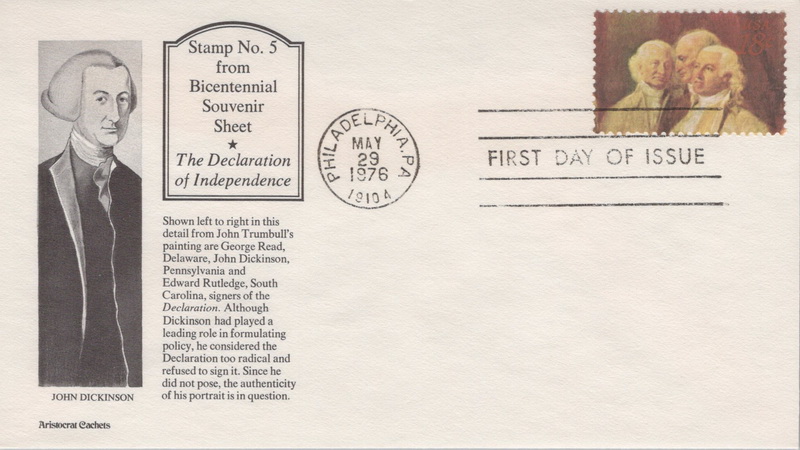 Stamp No. 5
from
Bicentennial
Souvenir
Sheet
★
The Declaration
of Independence
Shown left to right in this
detail from John Trumbull's
painting are George Read,
Delaware, John Dickinson,
Pennsylvania and
Edward Rutledge, South
Carolina, signers of the
Declaration. Although
Dickinson had played a
leading role in formulating
policy, he considered the
Declaration too radical and
refused to sign it. Since he
did not pose, the authenticity
of his portrait is in question.
JOHN DICKINSON
Aristocrat Cachets
PHILADELPHIA, PA
MAY
29
1976
19104
FIRST DAY OF ISSUE